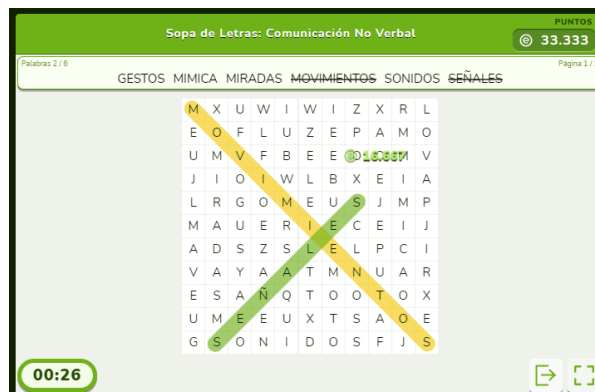 Sopa de Letras: Comunicación No Verbal
PUNTOS
33.333
Palabras 2 / 6
Página 1 /
GESTOS MIMICA MIRADAS MOVIMIENTOS SONIDOS SEÑALES
M X U W I W I Z X R L
E O F L U Z E P A M O
U M V F B E E 16.667 V
J I O I W L B X E I A
L R G O M E U S J M P
M A U E R I E C E I J
A D S Z S L E L P C I
V A Y A A T M N U A R
E S A Ñ Q T O O T O X
U M E E U X T S A O E
G S O N I D O S F J S
00:26